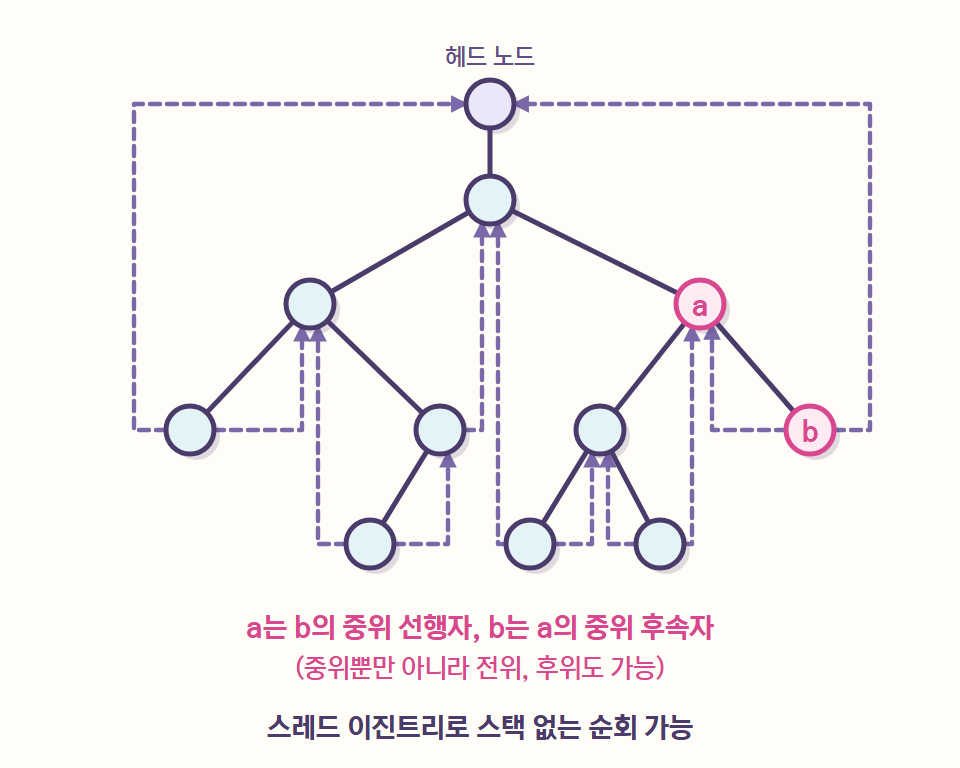 헤드 노드
a
b
a는 b의 중위 선행자, b는 a의 중위 후속자
(중위뿐만 아니라 전위, 후위도 가능)
스레드 이진트리로 스택 없는 순회 가능